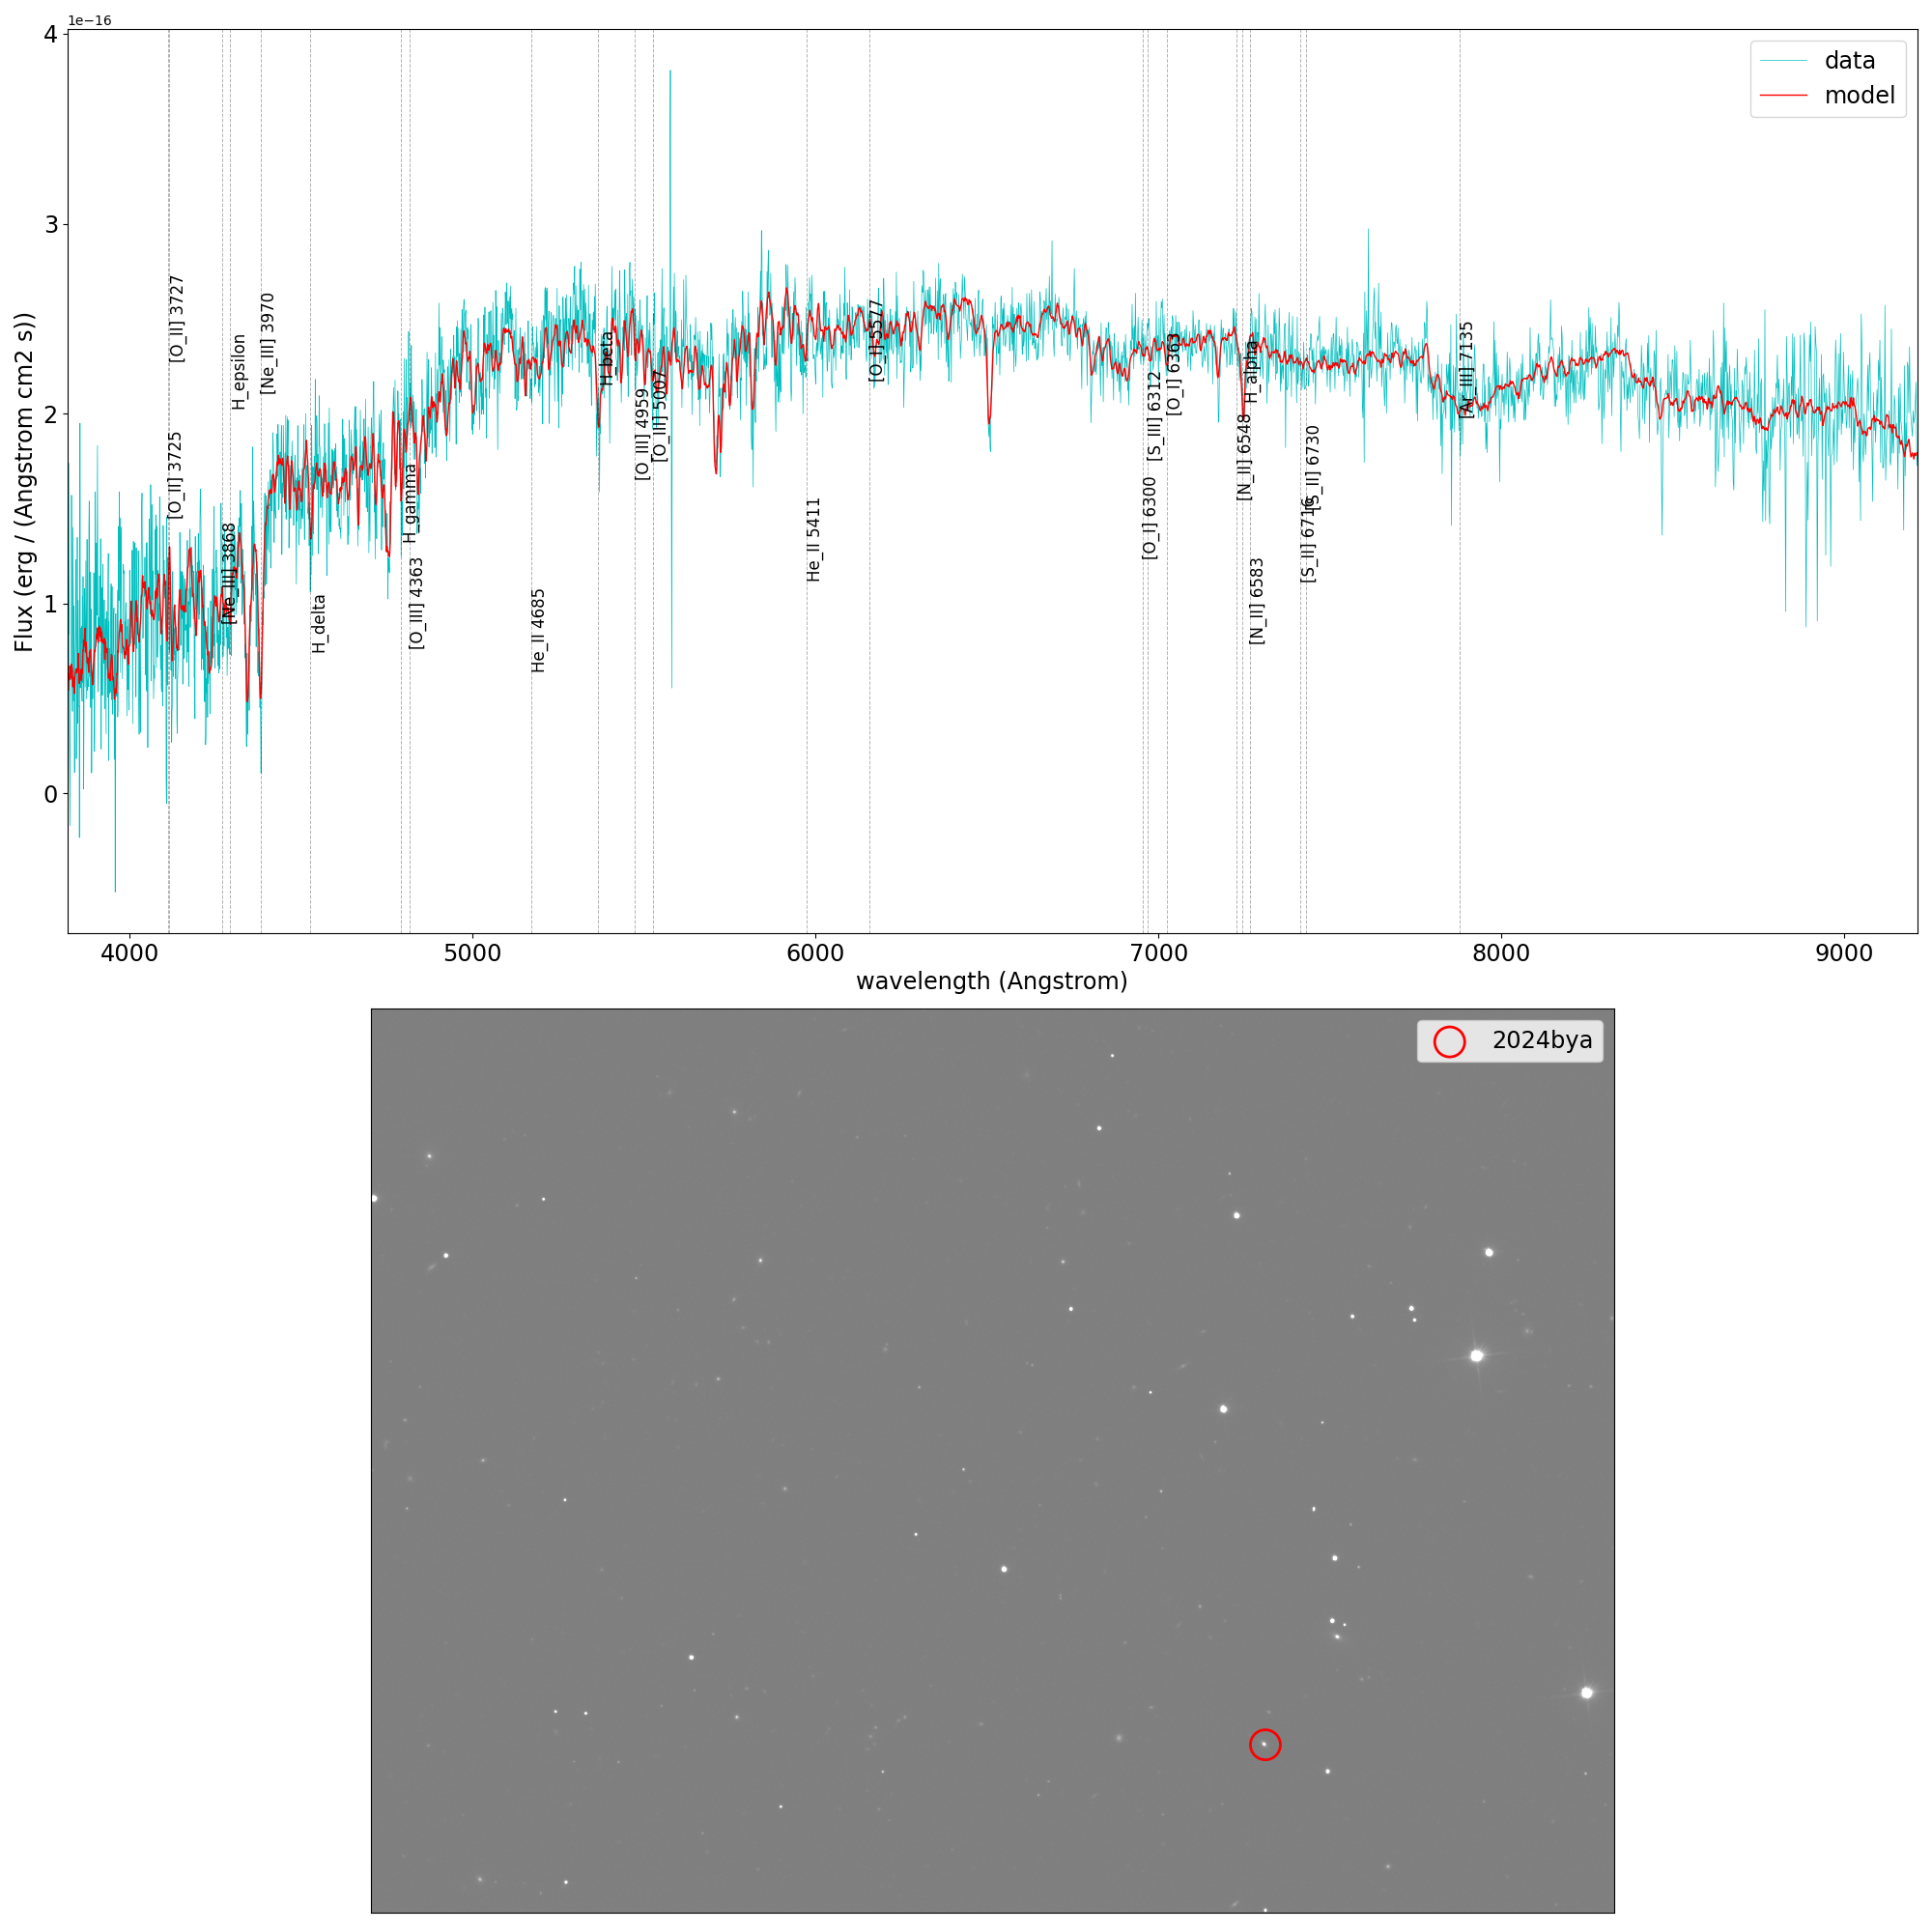 1e−16
4
3
2
1
0
Flux (erg / (Angstrom cm2 s))
data
model
[O_II] 3725
[O_II] 3727
[Ne_III] 3868
H_epsilon
[Ne_III] 3970
H_delta
H_gamma
[O_III] 4363
He_II 4685
H_beta
[O_III] 4959
[O_III] 5007
He_II 5411
[O_I] 5577
[O_I] 6300
[S_III] 6312
[O_I] 6363
[N_II] 6548
H_alpha
[N_II] 6583
[S_II] 6716
[S_II] 6730
[Ar_III] 7135
4000
5000
6000
7000
8000
9000
wavelength (Angstrom)
2024bya